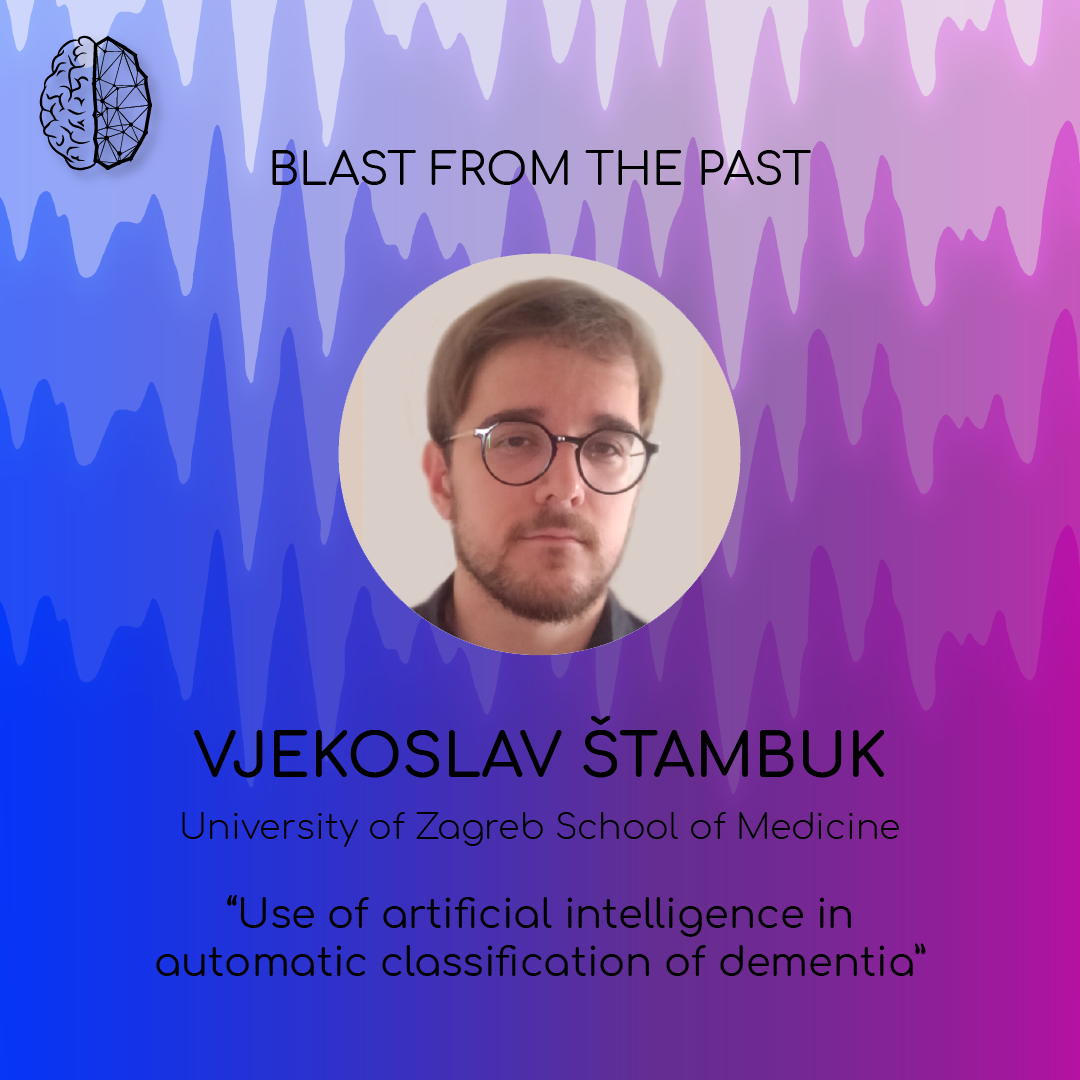 BLAST FROM THE PAST
VJEKOSLAV ŠTAMBUK
University of Zagreb School of Medicine
“Use of artificial intelligence in
automatic classification of dementia”